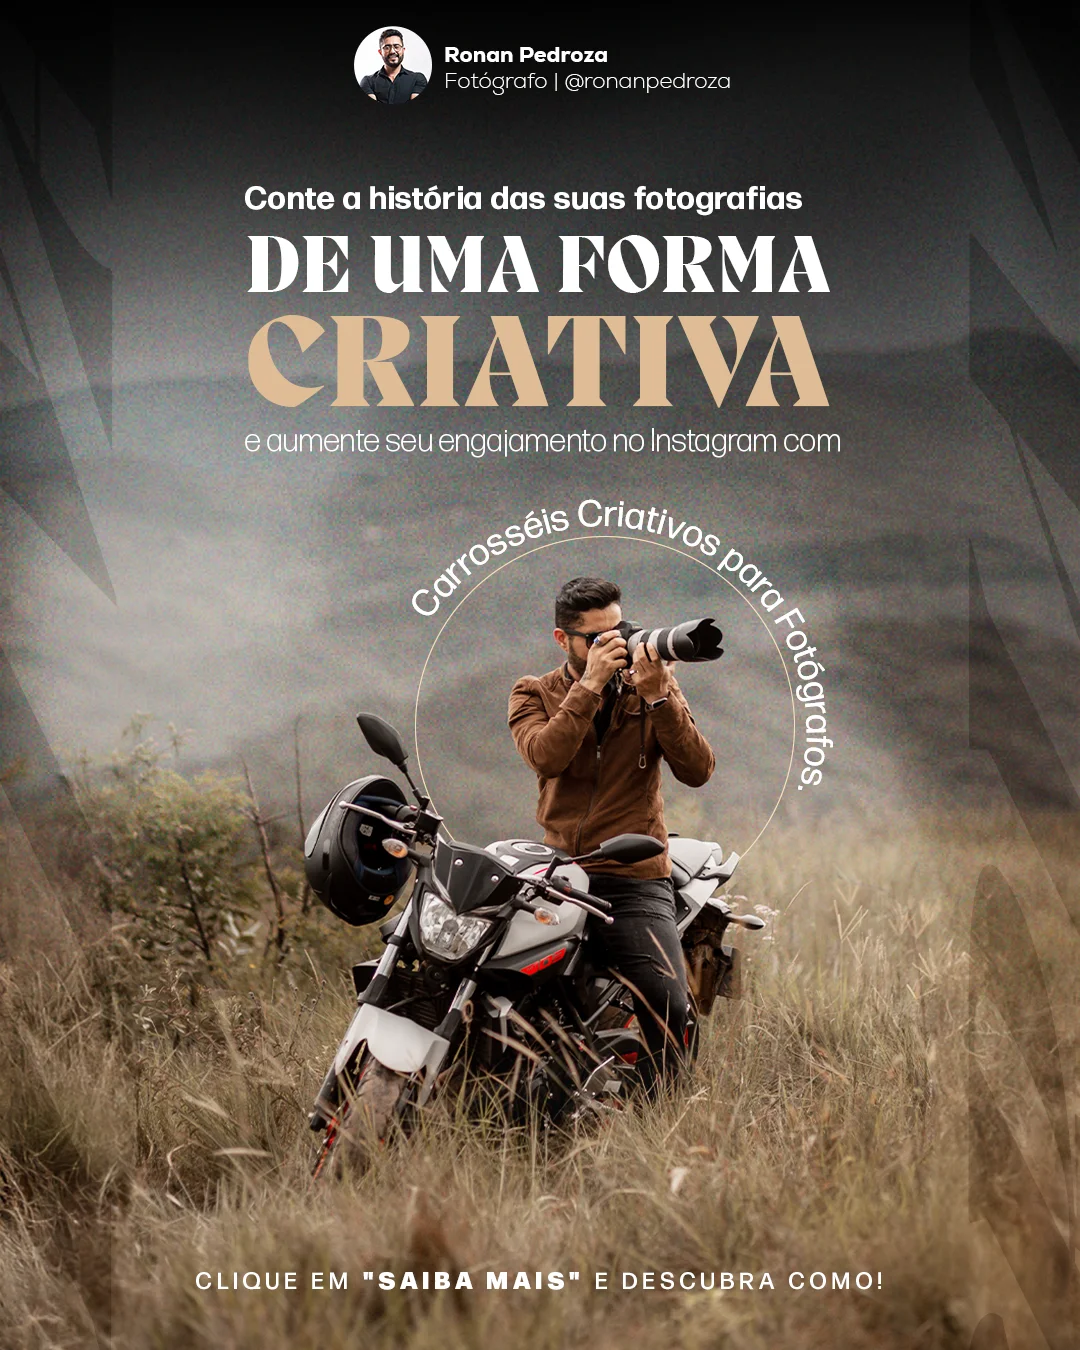 Ronan Pedroza
Fotógrafo | @ronanpedroza
Conte a história das suas fotografias
DE UMA FORMA
CRIATIVA
e aumente seu engajamento no Instagram com
Carrosséis Criativos para Fotógrafos.
CLIQUE EM "SAIBA MAIS" E DESCUBRA COMO!